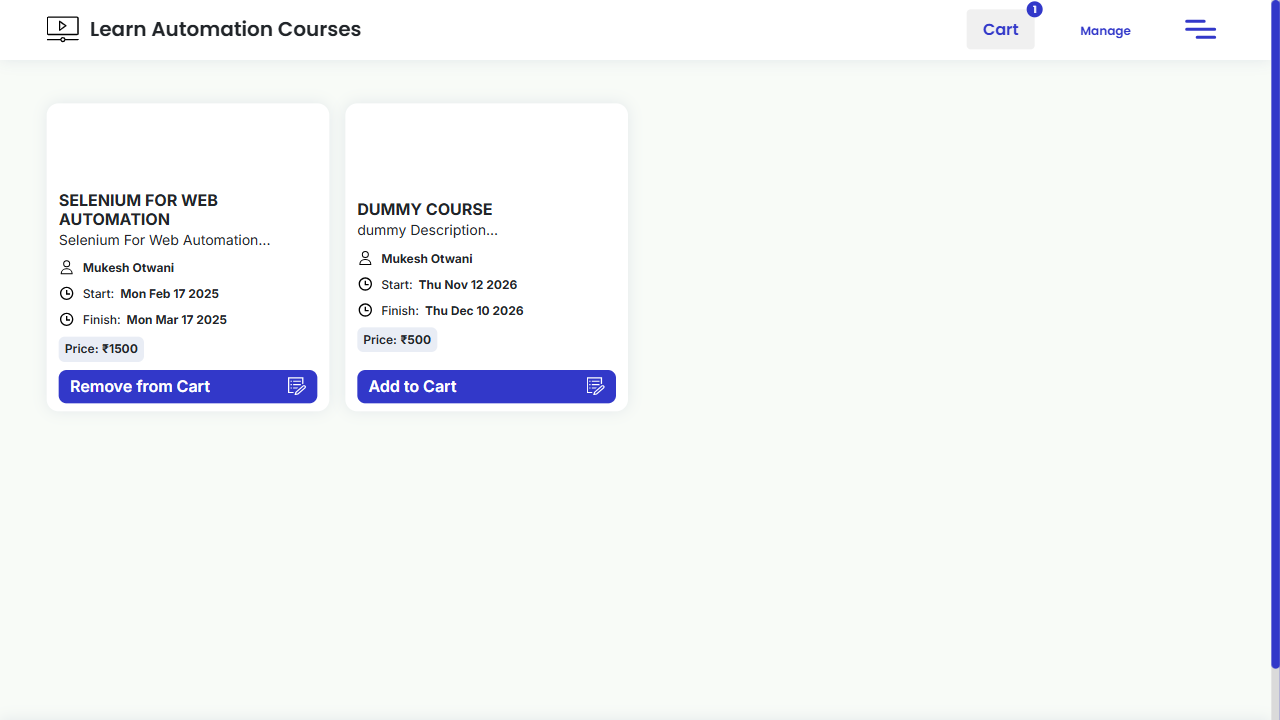 Learn Automation Courses
Cart
1
Manage
SELENIUM FOR WEB
AUTOMATION
Selenium For Web Automation...
Mukesh Otwani
Start: Mon Feb 17 2025
Finish: Mon Mar 17 2025
Price: ₹1500
Remove from Cart
DUMMY COURSE
dummy Description...
Mukesh Otwani
Start: Thu Nov 12 2026
Finish: Thu Dec 10 2026
Price: ₹500
Add to Cart